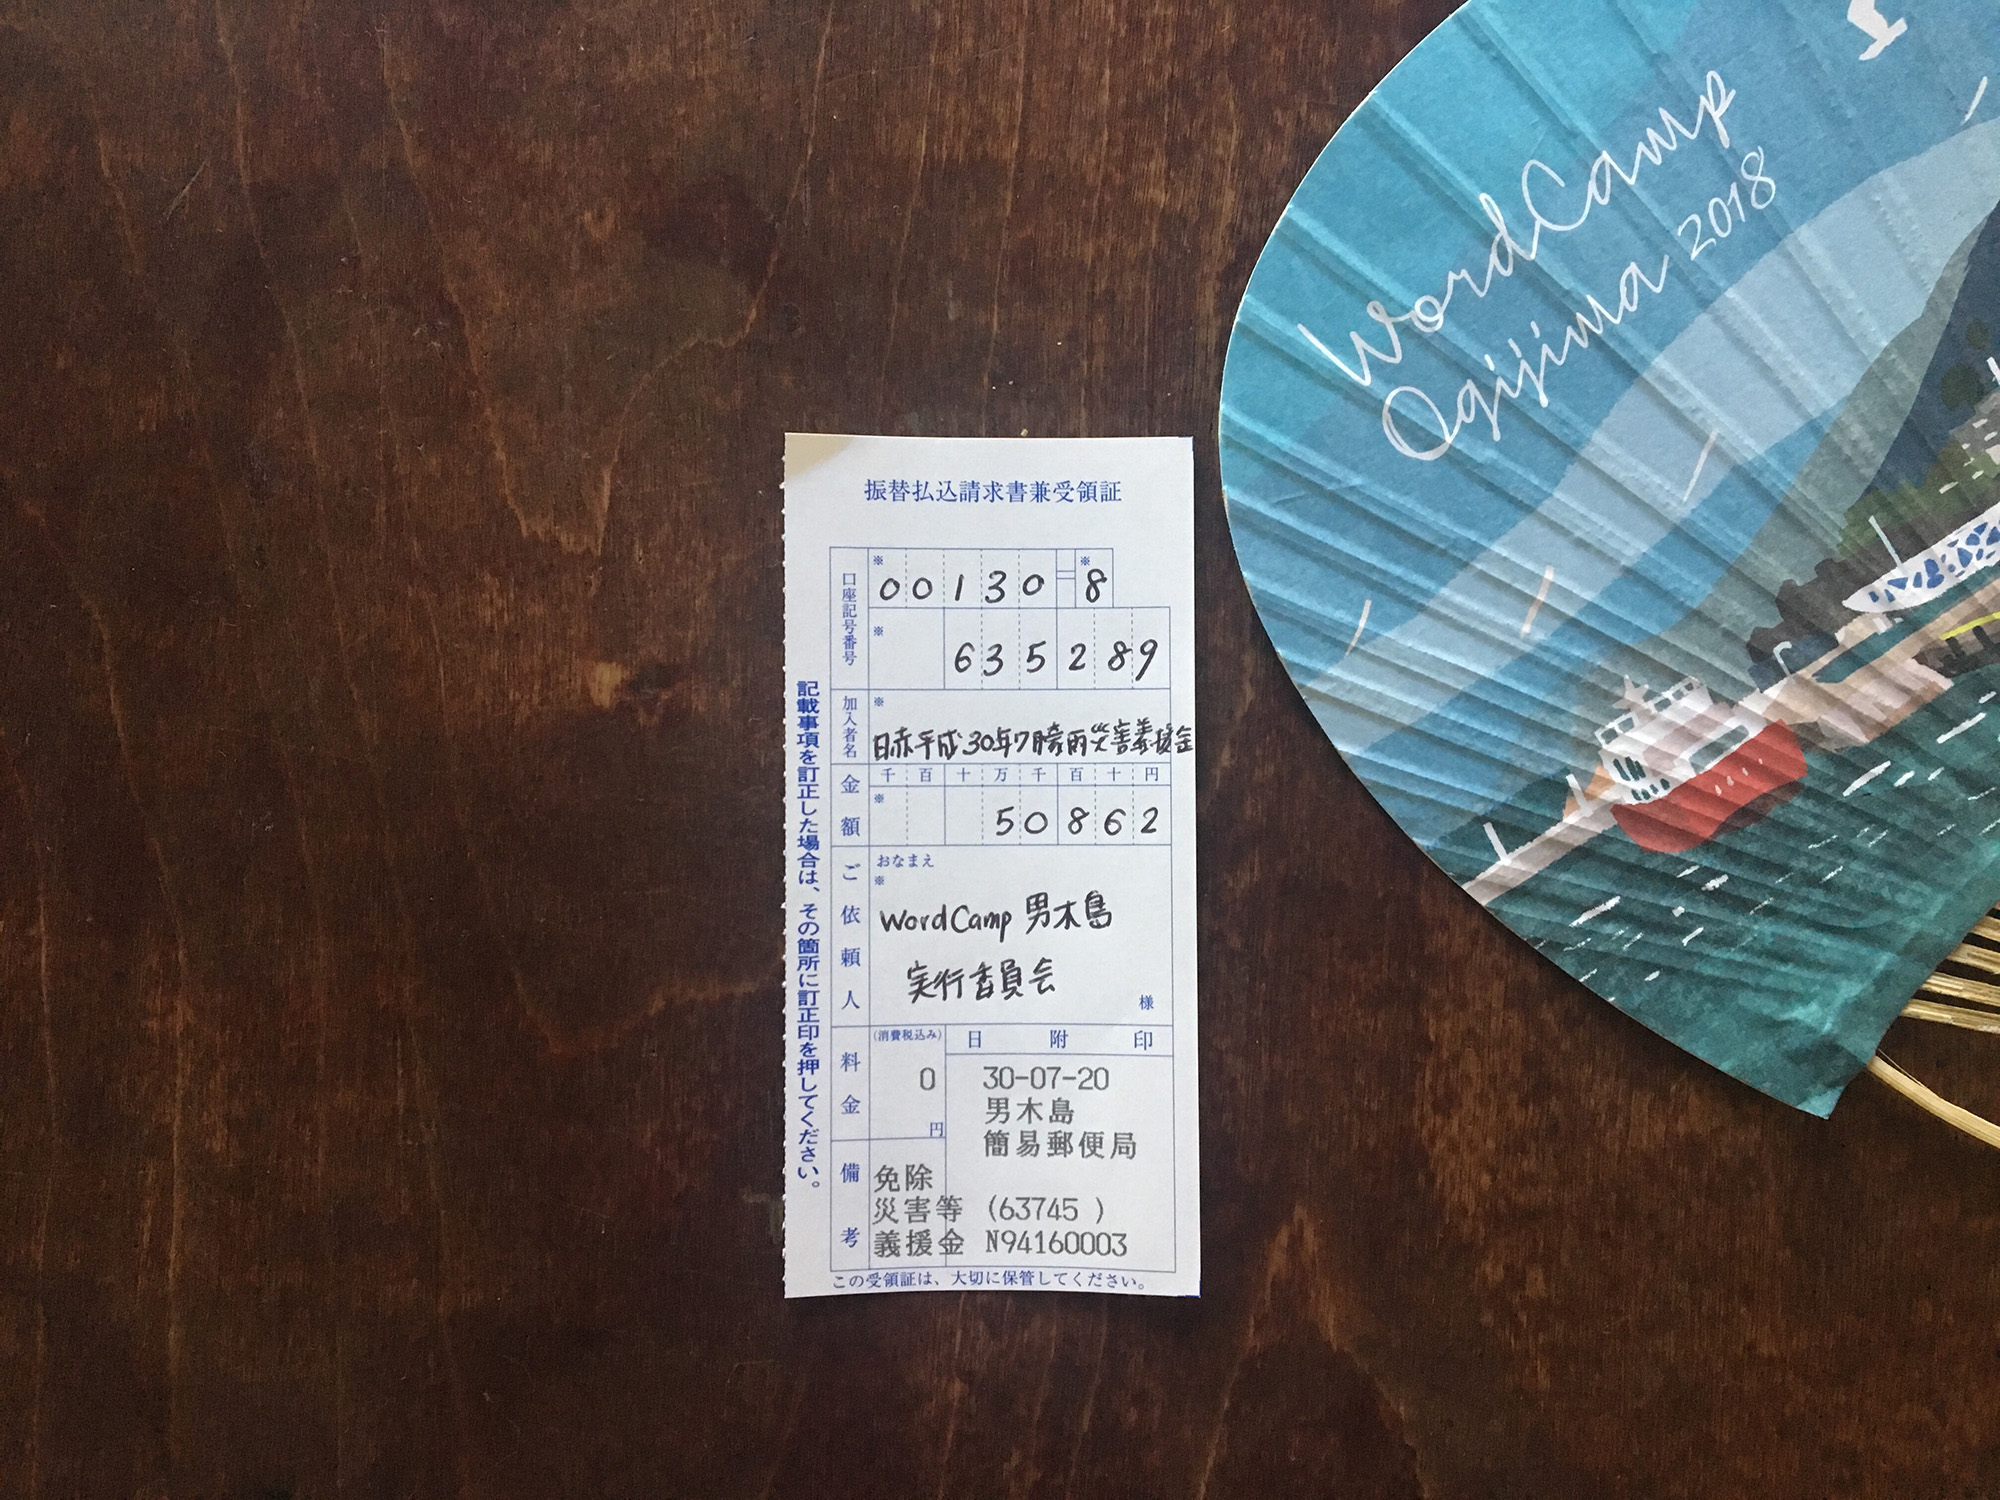 振替払込請求書兼受領証
口座記号番号
※ ※
00130 8
※
635289
加入者名
※
日赤平成30年7月豪雨災害義援金
金額
千百十万千百十円
※
50862
ご依頼人
おなまえ
※
WordCamp 男木島
実行委員会
様
料金
(消費税込み)
0
円
日附印
30-07-20
男木島
簡易郵便局
備考
免除
災害等 (63745 )
義援金 N94160003
この受領証は、大切に保管してください。
記載事項を訂正した場合は、その箇所に訂正印を押してください。
WordCamp
Ogijima 2018